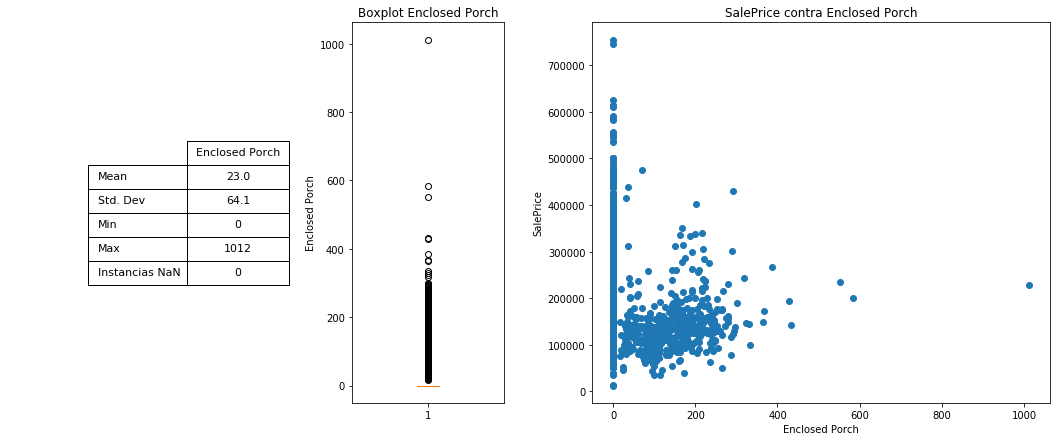 Enclosed Porch
Mean 23.0
Std. Dev 64.1
Min 0
Max 1012
Instancias NaN 0
Boxplot Enclosed Porch
Enclosed Porch
1000
800
600
400
200
0
1
SalePrice contra Enclosed Porch
SalePrice
700000
600000
500000
400000
300000
200000
100000
0
0 200 400 600 800 1000
Enclosed Porch